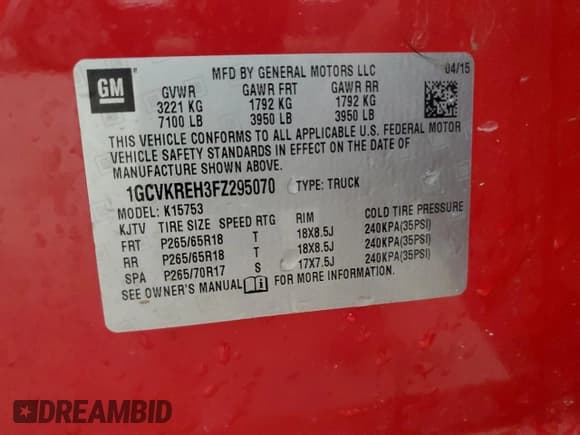 GM
MFD BY GENERAL MOTORS LLC
04/15
GVWR GAWR FRT GAWR RR
3221 KG 1792 KG 1792 KG
7100 LB 3950 LB 3950 LB
THIS VEHICLE CONFORMS TO ALL APPLICABLE U.S. FEDERAL MOTOR
VEHICLE SAFETY STANDARDS IN EFFECT ON THE DATE OF
MANUFACTURE SHOWN ABOVE.
1GCVKREH3FZ295070 TYPE: TRUCK
MODEL: K15753
KJTV TIRE SIZE SPEED RTG RIM COLD TIRE PRESSURE
FRT P265/65R18 T 18X8.5J 240KPA(35PSI)
RR P265/65R18 T 18X8.5J 240KPA(35PSI)
SPA P265/70R17 S 17X7.5J 240KPA(35PSI)
SEE OWNER'S MANUAL i FOR MORE INFORMATION.
DREAMBID